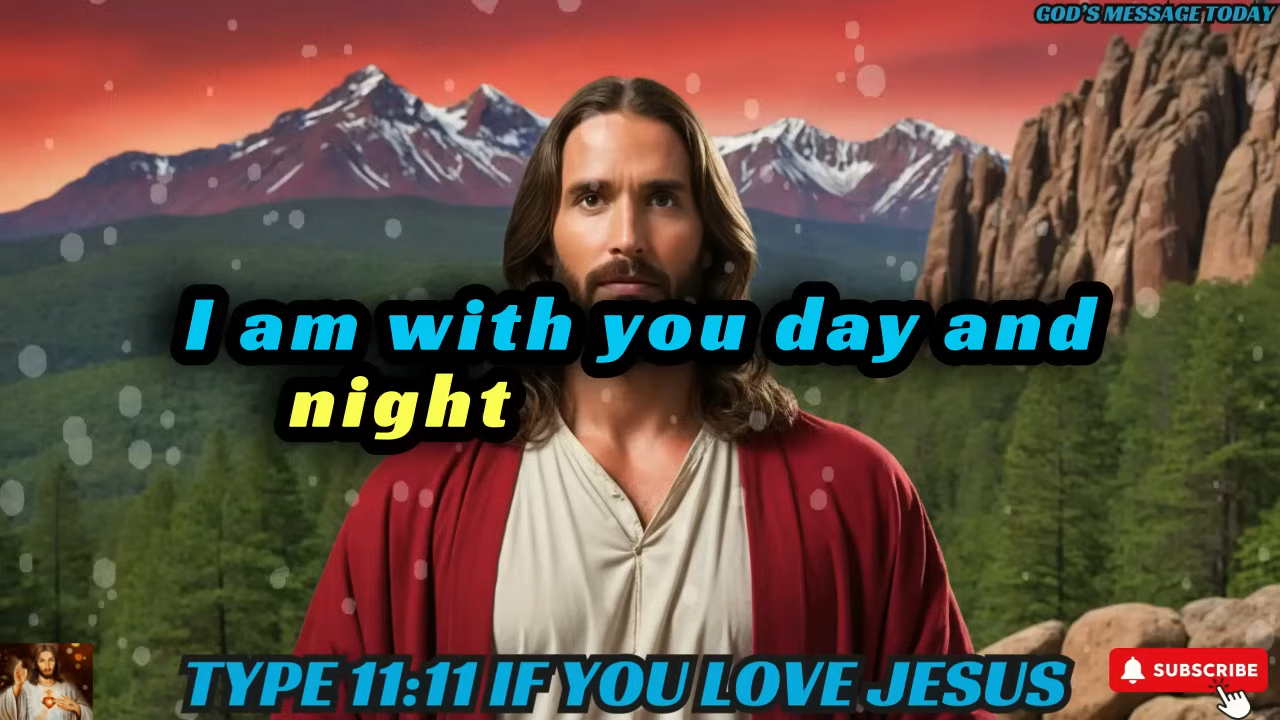 GOD'S MESSAGE TODAY
I am with you day and
night
TYPE 11:11 IF YOU LOVE JESUS
SUBSCRIBE